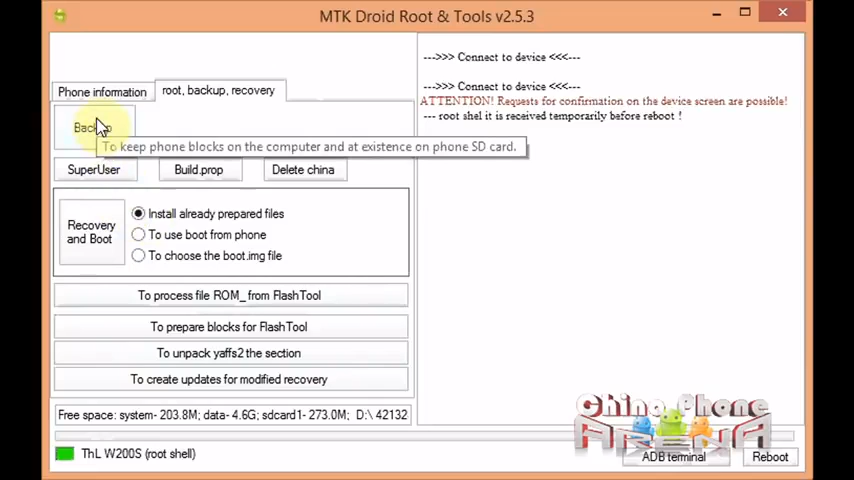 MTK Droid Root & Tools v2.5.3
--->>> Connect to device <<<---
--->>> Connect to device <<<---
ATTENTION! Requests for confirmation on the device screen are possible!
--- root shel it is received temporarily before reboot !
Phone information
root, backup, recovery
Backup
To keep phone blocks on the computer and at existence on phone SD card.
SuperUser
Build.prop
Delete china
Recovery
and Boot
Install already prepared files
To use boot from phone
To choose the boot.img file
To process file ROM_ from FlashTool
To prepare blocks for FlashTool
To unpack yaffs2 the section
To create updates for modified recovery
Free space: system- 203.8M; data- 4.6G; sdcard1- 273.0M; D:\ 42132
China Phone
ARENA
ThL W200S (root shell)
ADB terminal
Reboot